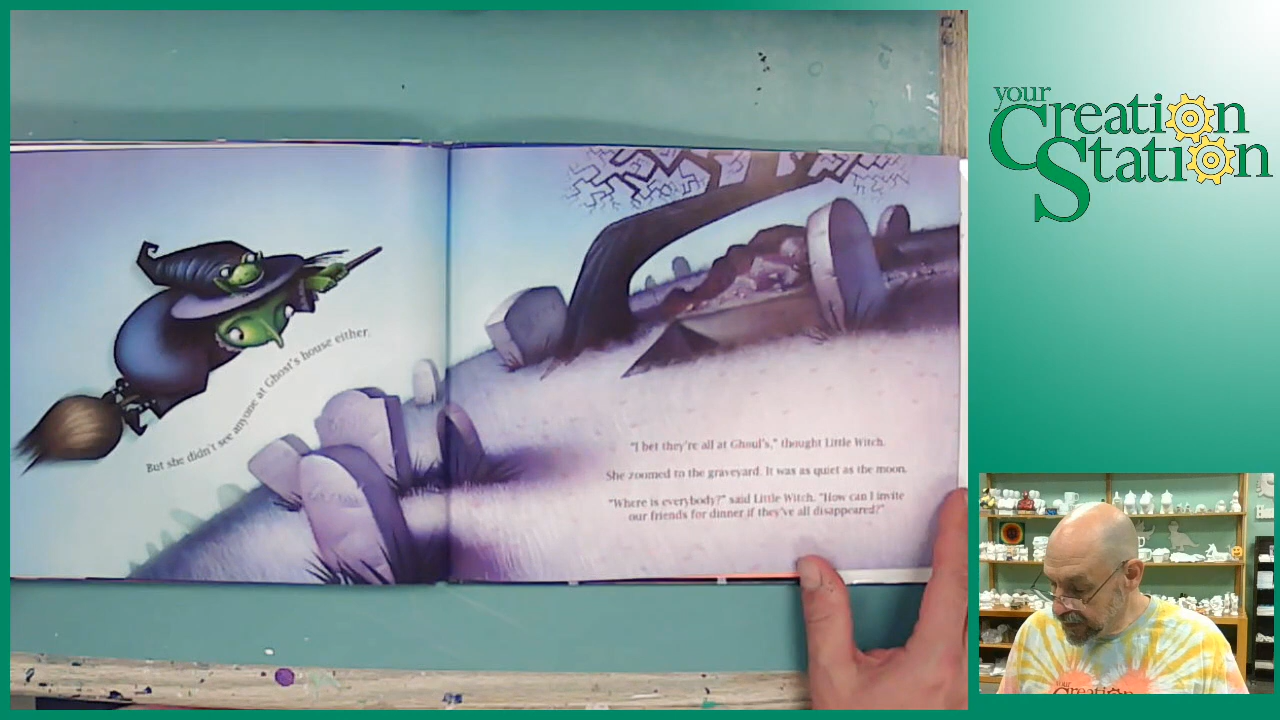 But she didn't see anyone at Ghost's house either.
"I bet they're all at Ghoul's," thought Little Witch.
She zoomed to the graveyard. It was as quiet as the moon.
"Where is everybody?" said Little Witch. "How can I invite
our friends for dinner if they've all disappeared?"
your
Creation
Station
your
Creation